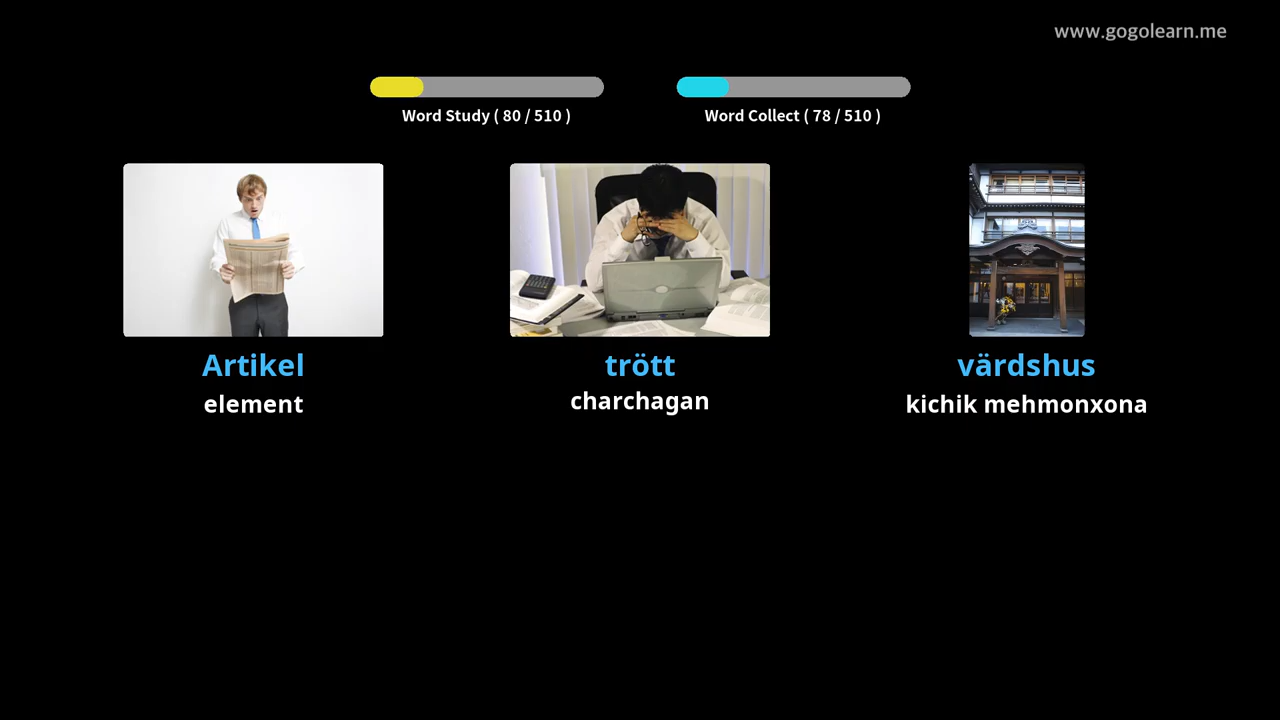 www.gogolearn.me
Word Study ( 80 / 510 )
Word Collect ( 78 / 510 )
Artikel
element
trött
charchagan
värdshus
kichik mehmonxona